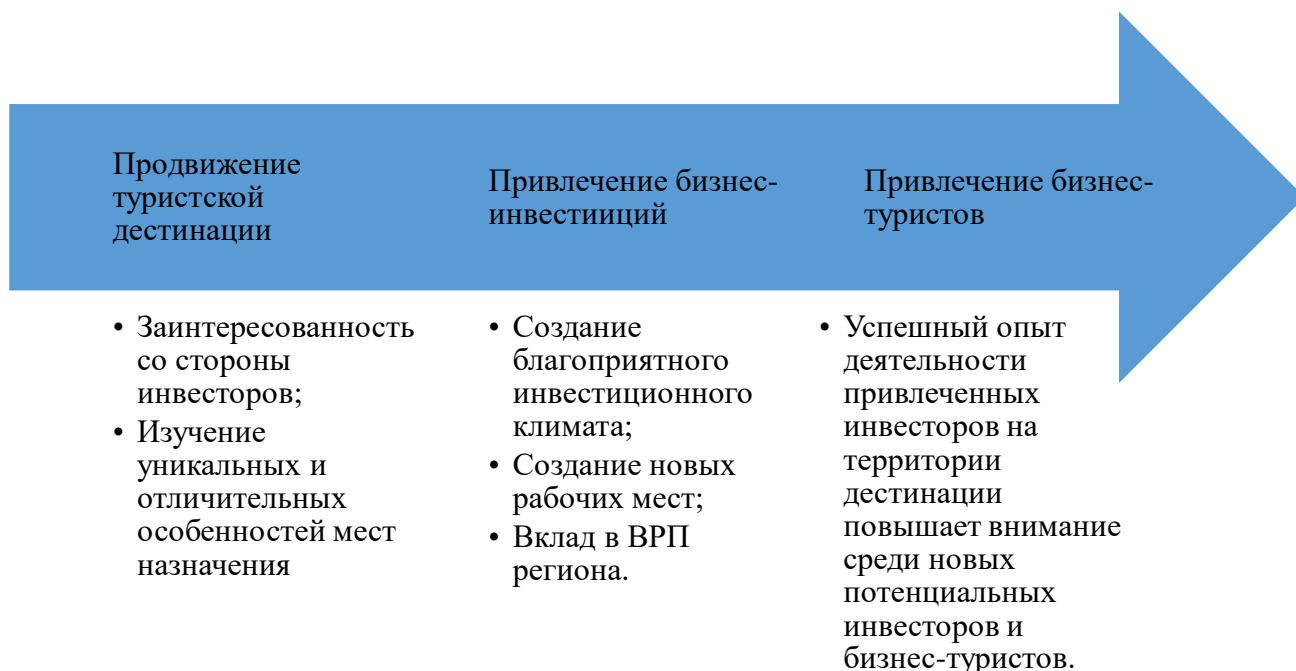 Продвижение
туристской
дестинации
Привлечение бизнес-
инвестииций
Привлечение бизнес-
туристов
• Заинтересованность
со стороны
инвесторов;
• Изучение
уникальных и
отличительных
особенностей мест
назначения
• Создание
благоприятного
инвестиционного
климата;
• Создание новых
рабочих мест;
• Вклад в ВРП
региона.
• Успешный опыт
деятельности
привлеченных
инвесторов на
территории
дестинации
повышает внимание
среди новых
потенциальных
инвесторов и
бизнес-туристов.